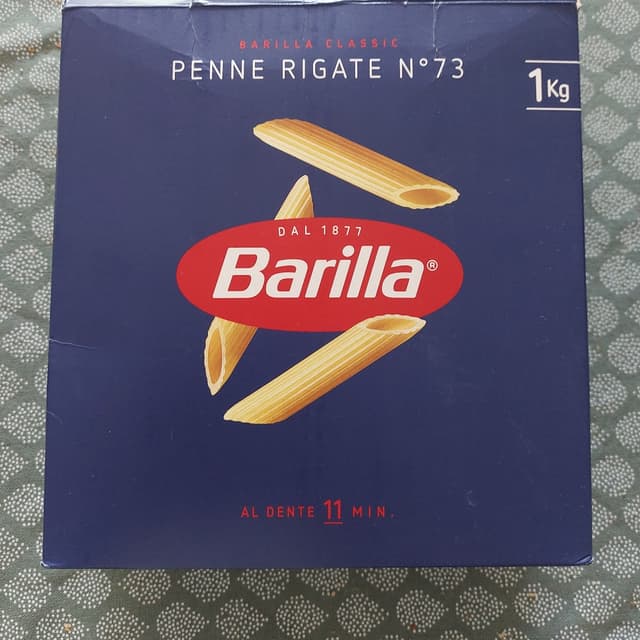 BARILLA CLASSIC
PENNE RIGATE N°73
1Kg
DAL 1877
Barilla®
AL DENTE 11 MIN.